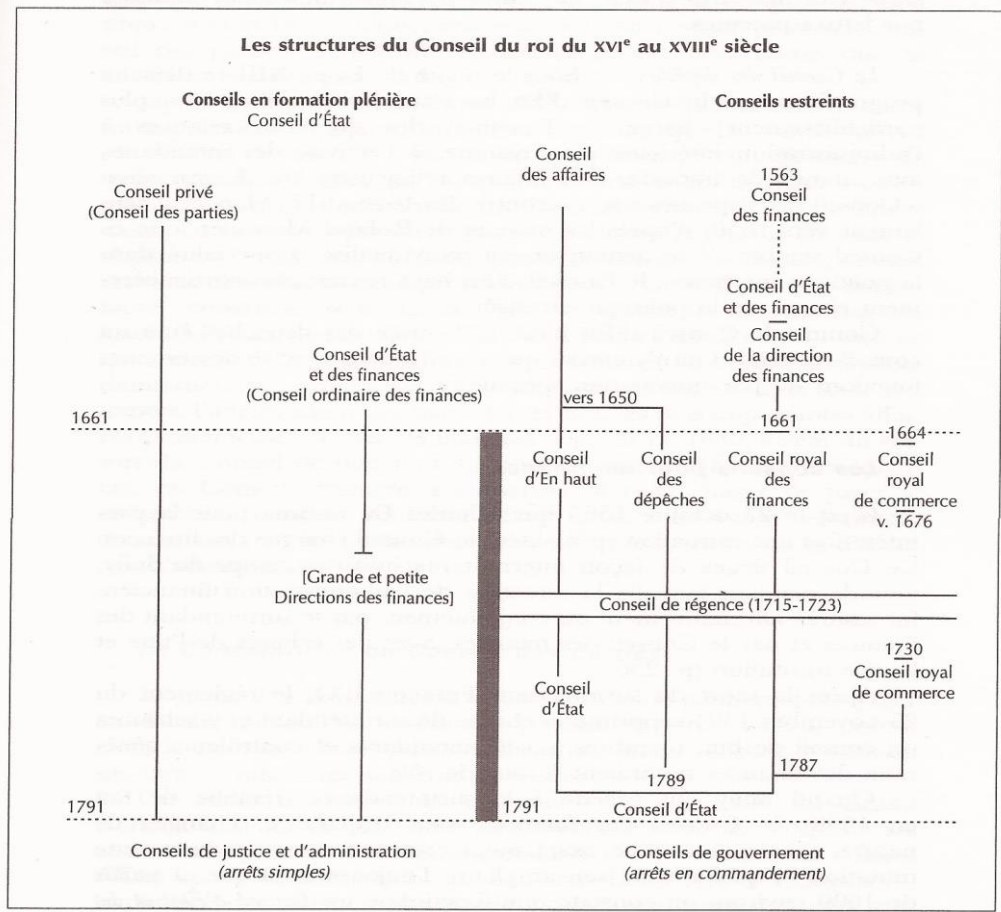 Les structures du Conseil du roi du XVIe au XVIIIe siècle
Conseils en formation plénière
Conseil d'État
Conseils restreints
Conseil privé
(Conseil des parties)
Conseil
des affaires
1563
Conseil
des finances
Conseil d'État
et des finances
Conseil
de la direction
des finances
1661
Conseil d'État
et des finances
(Conseil ordinaire des finances)
vers 1650
1661
Conseil
d'En haut
Conseil
des
dépêches
Conseil royal
des
finances
1664
Conseil
royal
de commerce
v. 1676
[Grande et petite
Directions des finances]
Conseil de régence (1715-1723)
Conseil
d'État
1730
Conseil royal
de commerce
1789
1787
Conseil d'État
1791
1791
Conseils de justice et d'administration
(arrêts simples)
Conseils de gouvernement
(arrêts en commandement)